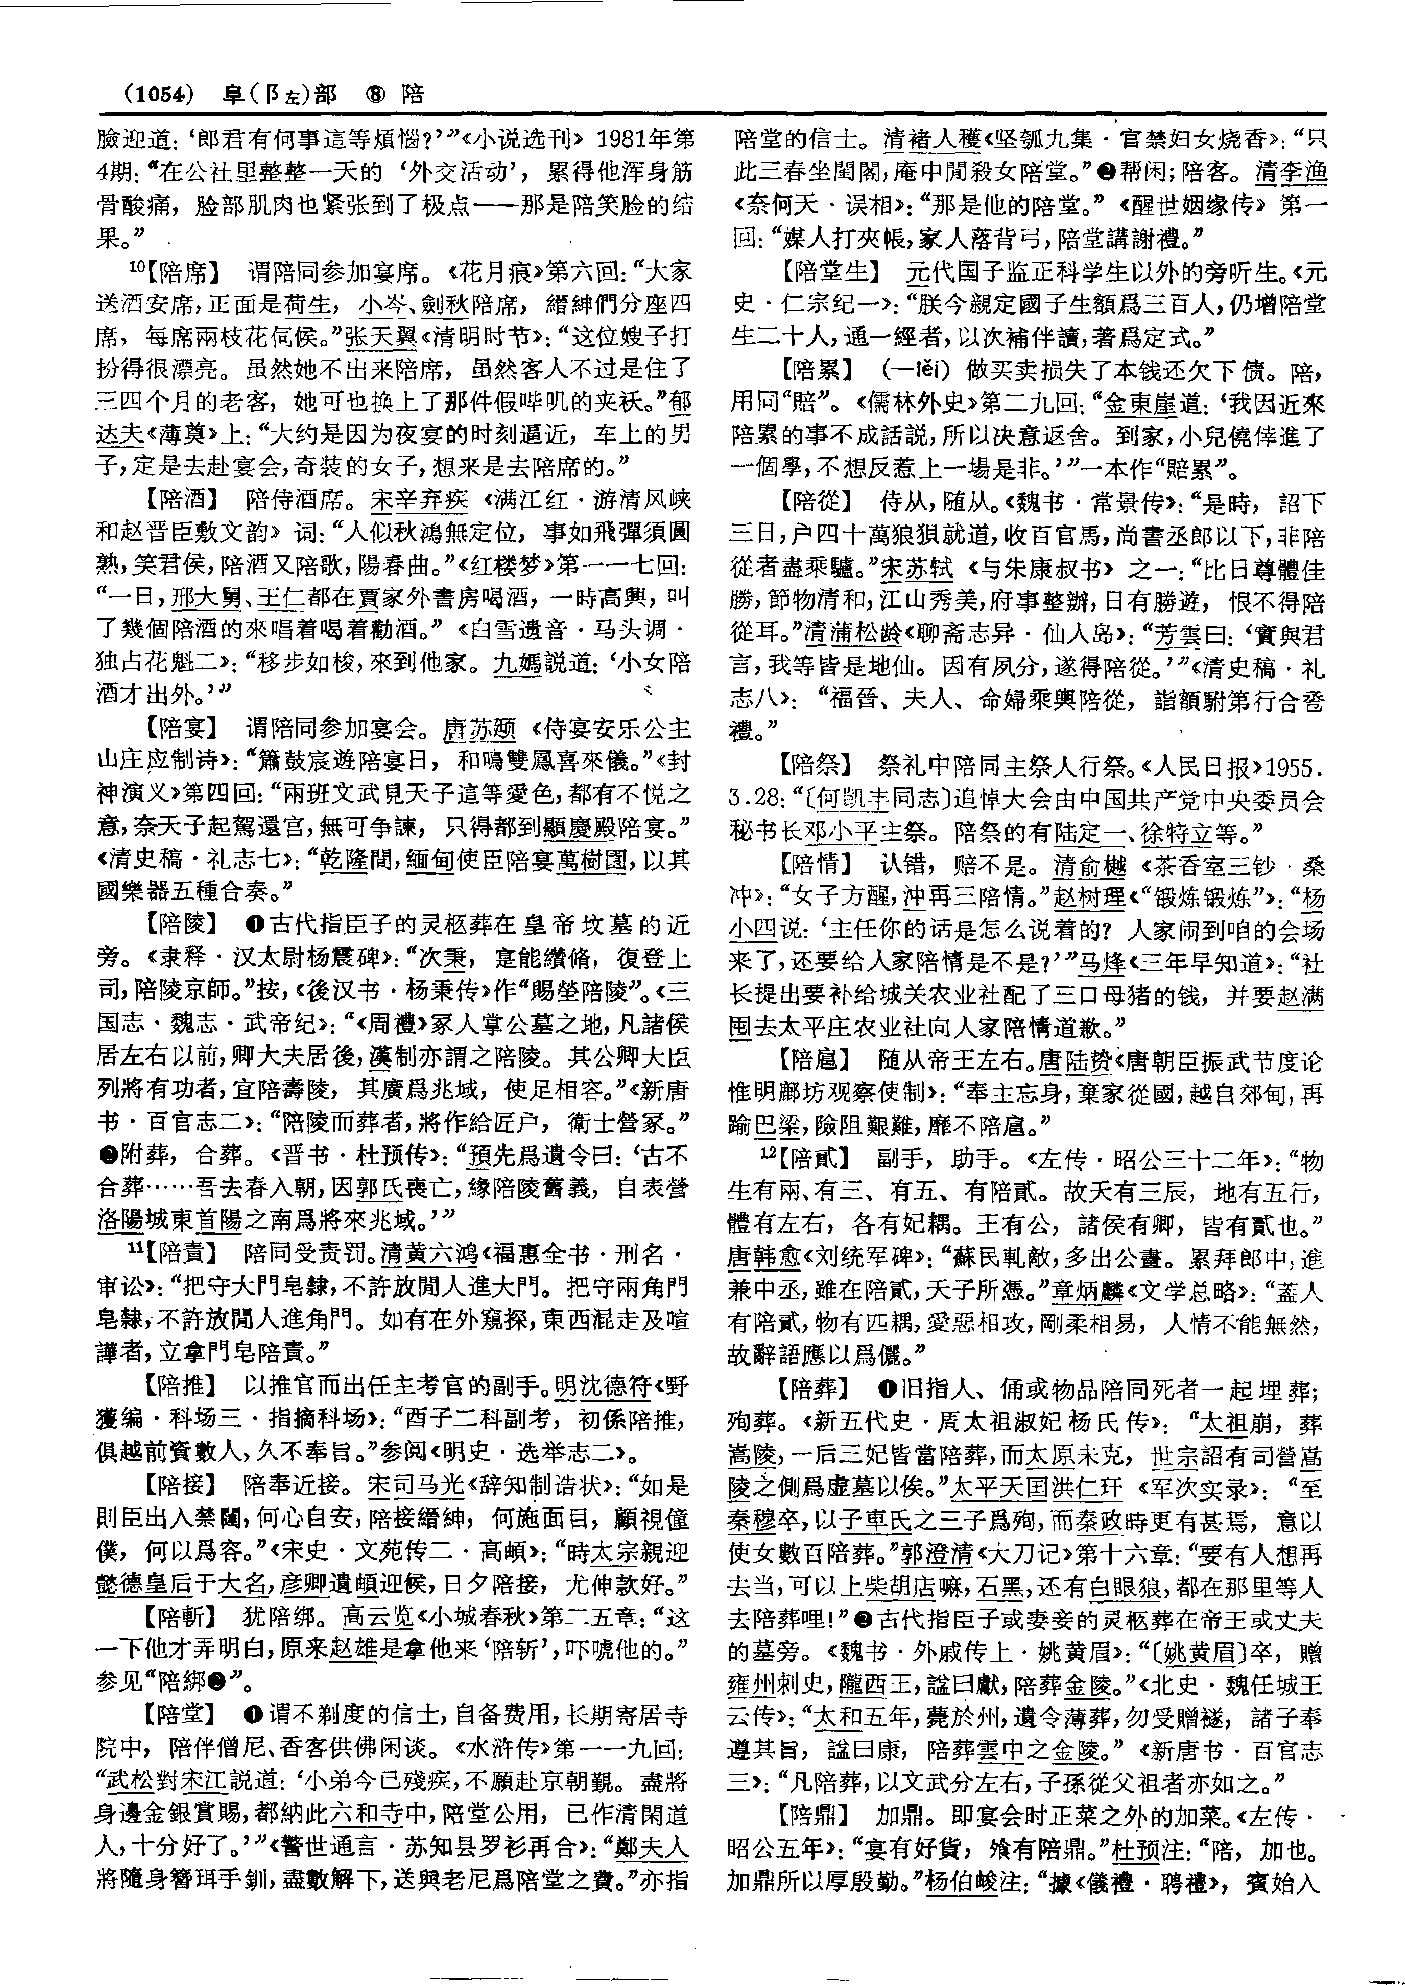 (1054) 阜(阝左)部 ⑧ 陪
臉迎道：‘郎君有何事這等煩惱？’”《小说选刊》1981年第
4期：“在公社里整整一天的‘外交活动’，累得他浑身筋
骨酸痛，脸部肌肉也紧张到了极点——那是陪笑脸的结
果。”
10【陪席】 谓陪同参加宴席。《花月痕》第六回：“大家
送酒安席，正面是荷生，小岑、劍秋陪席，縉紳們分座四
席，每席兩枝花伺候。”张天翼《清明时节》：“这位嫂子打
扮得很漂亮。虽然她不出来陪席，虽然客人不过是住了
三四个月的老客，她可也换上了那件假哔叽的夹袄。”郁
达夫《薄奠》上：“大约是因为夜宴的时刻逼近，车上的男
子，定是去赴宴会，奇装的女子，想来是去陪席的。”
【陪酒】 陪侍酒席。宋辛弃疾《满江红·游清风峡
和赵晋臣敷文韵》词：“人似秋鴻無定位，事如飛彈須圓
熟，笑君侯，陪酒又陪歌，陽春曲。”《红楼梦》第一一七回：
“一日，邢大舅、王仁都在賈家外書房喝酒，一時高興，叫
了幾個陪酒的來唱着喝着勸酒。”《白雪遗音·马头调·
独占花魁二》：“移步如梭，來到他家。九媽説道：‘小女陪
酒才出外。’”
【陪宴】 谓陪同参加宴会。唐苏颋《侍宴安乐公主
山庄应制诗》：“簫鼓宸遊陪宴日，和鳴雙鳳喜來儀。”《封
神演义》第四回：“兩班文武見天子這等愛色，都有不悦之
意，奈天子起駕還宫，無可争諫，只得都到顯慶殿陪宴。”
《清史稿·礼志七》：“乾隆間，緬甸使臣陪宴萬樹園，以其
國樂器五種合奏。”
【陪陵】 ❶古代指臣子的灵柩葬在皇帝坟墓的近
旁。《隶释·汉太尉杨震碑》：“次秉，寔能纘脩，復登上
司，陪陵京師。”按，《後汉书·杨秉传》作“賜塋陪陵”。《三
国志·魏志·武帝纪》：“《周禮》冢人掌公墓之地，凡諸侯
居左右以前，卿大夫居後，漢制亦謂之陪陵。其公卿大臣
列將有功者，宜陪壽陵，其廣爲兆域，使足相容。”《新唐
书·百官志二》：“陪陵而葬者，將作給匠户，衛士營冢。”
❷附葬，合葬。《晋书·杜预传》：“預先爲遺令曰：‘古不
合葬……吾去春入朝，因郭氏喪亡，緣陪陵舊義，自表營
洛陽城東首陽之南爲將來兆域。’”
11【陪責】 陪同受责罚。清黄六鸿《福惠全书·刑名·
审讼》：“把守大門皂隸，不許放閒人進大門。把守兩角門
皂隸，不許放閒人進角門。如有在外窺探，東西混走及喧
譁者，立拿門皂陪責。”
【陪推】 以推官而出任主考官的副手。明沈德符《野
獲編·科场三·指摘科场》：“酉子二科副考，初係陪推，
俱越前資數人，久不奉旨。”参阅《明史·选举志二》。
【陪接】 陪奉近接。宋司马光《辞知制诰状》：“如是
則臣出入禁闥，何心自安，陪接縉紳，何施面目，顧視僮
僕，何以爲容。”《宋史·文苑传二·高頔》：“時太宗親迎
懿德皇后于大名，彦卿遺頔迎候，日夕陪接，尤伸款好。”
【陪斬】 犹陪绑。高云览《小城春秋》第二五章：“这
一下他才弄明白，原来赵雄是拿他来‘陪斩’，吓唬他的。”
参见“陪綁❷”。
【陪堂】 ❶谓不剃度的信士，自备费用，长期寄居寺
院中，陪伴僧尼、香客供佛闲谈。《水浒传》第一一九回：
“武松對宋江説道：‘小弟今已殘疾，不願赴京朝覲。盡將
身邊金銀賞賜，都納此六和寺中，陪堂公用，已作清閑道
人，十分好了。’”《警世通言·苏知县罗衫再合》：“鄭夫人
將隨身簪珥手釧，盡數解下，送與老尼爲陪堂之費。”亦指
陪堂的信士。清褚人穫《坚瓠九集·官禁妇女烧香》：“只
此三春坐閨閣，庵中閒殺女陪堂。”❷帮闲；陪客。清李渔
《奈何天·误相》：“那是他的陪堂。”《醒世姻缘传》第一
回：“媒人打夾帳，家人落背弓，陪堂講謝禮。”
【陪堂生】 元代国子监正科学生以外的旁听生。《元
史·仁宗纪一》：“朕今親定國子生額爲三百人，仍增陪堂
生二十人，通一經者，以次補伴讀，著爲定式。”
【陪累】 (—lěi) 做买卖损失了本钱还欠下债。陪，
用同“賠”。《儒林外史》第二九回：“金東崖道：‘我因近來
陪累的事不成話説，所以决意返舍。到家，小兒僥倖進了
一個學，不想反惹上一場是非。’”一本作“賠累”。
【陪從】 侍从，随从。《魏书·常景传》：“是時，詔下
三日，户四十萬狼狽就道，收百官馬，尚書丞郎以下，非陪
從者盡乘驢。”宋苏轼《与朱康叔书》之一：“比日尊體佳
勝，節物清和，江山秀美，府事整辦，日有勝遊，恨不得陪
從耳。”清蒲松龄《聊斋志异·仙人岛》：“芳雲曰：‘實與君
言，我等皆是地仙。因有夙分，遂得陪從。’”《清史稿·礼
志八》：“福晉、夫人、命婦乘輿陪從，詣額駙第行合巹
禮。”
【陪祭】 祭礼中陪同主祭人行祭。《人民日报》1955.
3.28：“〔何凯丰同志〕追悼大会由中国共产党中央委员会
秘书长邓小平主祭。陪祭的有陆定一、徐特立等。”
【陪情】 认错，赔不是。清俞樾《茶香室三钞·桑
冲》：“女子方醒，冲再三陪情。”赵树理《“锻炼锻炼”》：“杨
小四说：‘主任你的话是怎么说着的？人家闹到咱的会场
来了，还要给人家陪情是不是？’”马烽《三年早知道》：“社
长提出要补给城关农业社配了三口母猪的钱，并要赵满
囤去太平庄农业社向人家陪情道歉。”
【陪扈】 随从帝王左右。唐陆贽《唐朝臣振武节度论
惟明鄜坊观察使制》：“奉主忘身，棄家從國，越自郊甸，再
踰巴梁，險阻艱難，靡不陪扈。”
12【陪貳】 副手，助手。《左传·昭公三十二年》：“物
生有兩、有三、有五、有陪貳。故天有三辰，地有五行，
體有左右，各有妃耦。王有公，諸侯有卿，皆有貳也。”
唐韩愈《刘统军碑》：“蘇民軋敵，多出公畫。累拜郎中，進
兼中丞，雖在陪貳，天子所憑。”章炳麟《文学总略》：“蓋人
有陪貳，物有匹耦，愛惡相攻，剛柔相易，人情不能無然，
故辭語應以爲儷。”
【陪葬】 ❶旧指人、俑或物品陪同死者一起埋葬；
殉葬。《新五代史·周太祖淑妃杨氏传》：“太祖崩，葬
嵩陵，一后三妃皆當陪葬，而太原未克，世宗詔有司營嵩
陵之側爲虚墓以俟。”太平天囯洪仁玕《军次实录》：“至
秦穆卒，以子車氏之三子爲殉，而秦政時更有甚焉，意以
使女數百陪葬。”郭澄清《大刀记》第十六章：“要有人想再
去当，可以上柴胡店嘛，石黑，还有白眼狼，都在那里等人
去陪葬哩！”❷古代指臣子或妻妾的灵柩葬在帝王或丈夫
的墓旁。《魏书·外戚传上·姚黄眉》：“〔姚黄眉〕卒，贈
雍州刺史，隴西王，謚曰獻，陪葬金陵。”《北史·魏任城王
云传》：“太和五年，薨於州，遺令薄葬，勿受贈襚，諸子奉
遵其旨，謚曰康，陪葬雲中之金陵。”《新唐书·百官志
三》：“凡陪葬，以文武分左右，子孫從父祖者亦如之。”
【陪鼎】 加鼎。即宴会时正菜之外的加菜。《左传·
昭公五年》：“宴有好貨，飧有陪鼎。”杜预注：“陪，加也。
加鼎所以厚殷勤。”杨伯峻注：“據《儀禮·聘禮》，賓始入